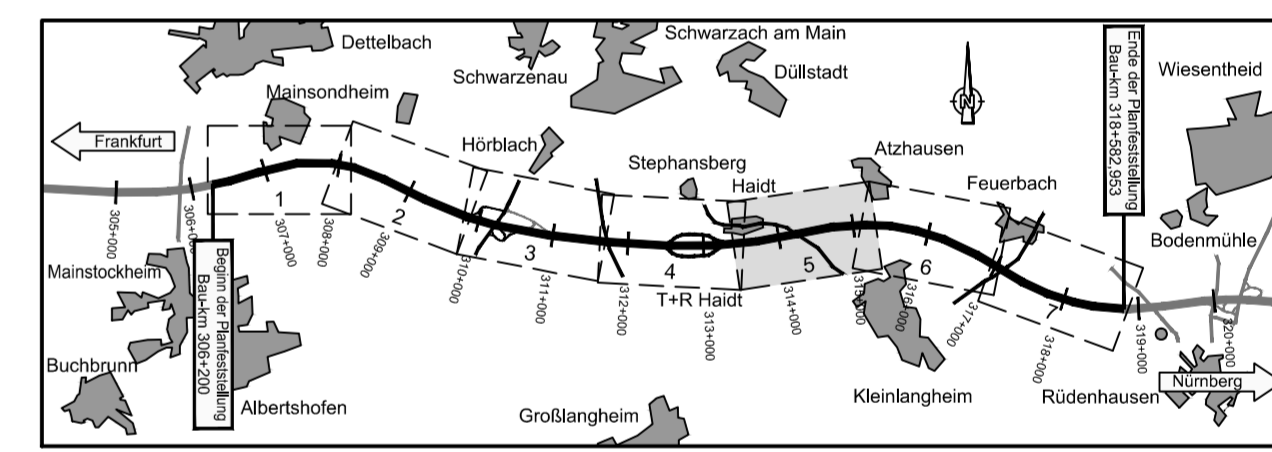 Dettelbach
Schwarzach am Main
Schwarzenau
Düllstadt
Wiesentheid
Ende der Planfeststellung
Bau-km 318+582,953
Mainsondheim
N
Frankfurt
Hörblach
Stephansberg
Atzhausen
Haidt
Feuerbach
1
2
3
4
5
6
7
305+000
307+000
308+000
309+000
310+000
311+000
312+000
313+000
314+000
315+000
316+000
317+000
318+000
319+000
320+000
Bodenmühle
Mainstockheim
Beginn der Planfeststellung
Bau-km 306+200
T+R Haidt
Buchbrunn
Albertshofen
Großlangheim
Kleinlangheim
Rüdenhausen
Nürnberg